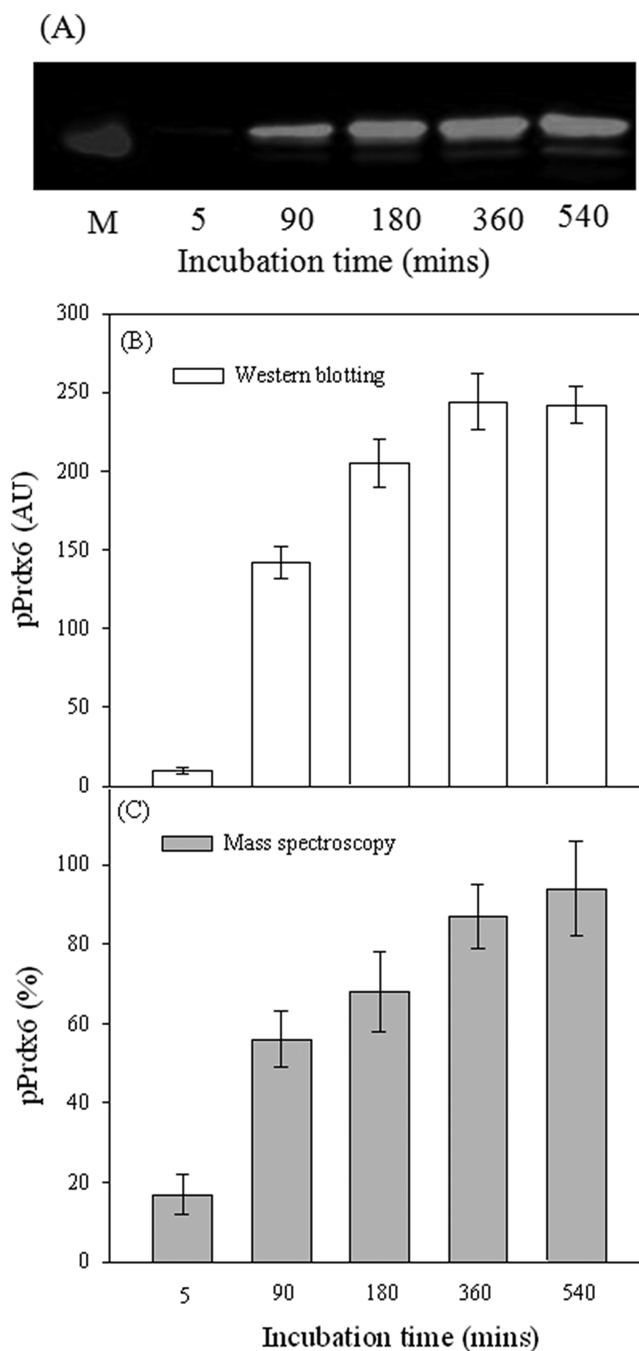 (A)
M 5 90 180 360 540
Incubation time (mins)
300
(B)
Western blotting
250
200
150
100
50
0
pPrdx6 (AU)
(C)
Mass spectroscopy
100
80
60
40
20
0
pPrdx6 (%)
5 90 180 360 540
Incubation time (mins)